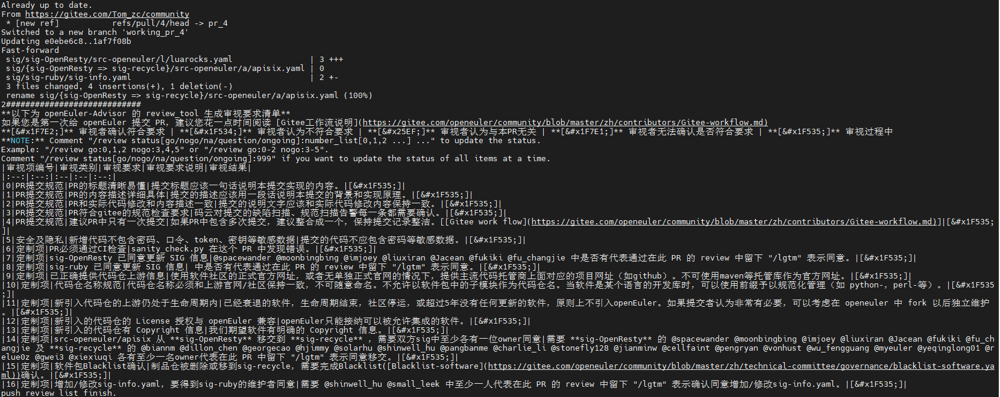 Already up to date.
From https://gitee.com/Tom_zc/community
 * [new ref]           refs/pull/4/head -> pr_4
Switched to a new branch 'working_pr_4'
Updating e0ebe6c8..1af7f08b
Fast-forward
 sig/sig-OpenResty/src-openeuler/l/luarocks.yaml                | 3 +++
 sig/{sig-OpenResty => sig-recycle}/src-openeuler/a/apisix.yaml | 0
 sig/sig-ruby/sig-info.yaml                                     | 2 +-
 3 files changed, 4 insertions(+), 1 deletion(-)
 rename sig/{sig-OpenResty => sig-recycle}/src-openeuler/a/apisix.yaml (100%)
2############################
**以下为 openEuler-Advisor 的 review_tool 生成审视要求清单**
如果您是第一次给 openEuler 提交 PR，建议您花一点时间阅读 [Gitee工作流说明](https://gitee.com/openeuler/community/blob/master/zh/contributors/Gitee-workflow.md)
**[&#x1F7E2;]** 审视者确认符合要求 | **[&#x1F534;]** 审视者认为不符合要求 | **[&#x25EF;]** 审视者认为与本PR无关 | **[&#x1F7E1;]** 审视者无法确认是否符合要求 | **[&#x1F535;]** 审视过程中
**NOTE:** Comment "/review status[go/nogo/na/question/ongoing]:number_list[0,1,2 ...] ..." to update the status.
Example: "/review go:0,1,2 nogo:3,4,5" or "/review go:0-2 nogo:3-5".
Comment "/review status[go/nogo/na/question/ongoing]:999" if you want to update the status of all items at a time.
|审视项编号|审视类别|审视要求|审视要求说明|审视结果|
|:--:|:--:|:--|:--|:--:|
|0|PR提交规范|PR的标题清晰易懂|提交标题应该一句话说明本提交实现的内容。|[&#x1F535;]|
|1|PR提交规范|PR的内容描述详细具体|提交的描述应该用一段话说明本提交的背景和实现原理。|[&#x1F535;]|
|2|PR提交规范|PR和实际代码修改和内容描述一致|提交的说明文字应该和实际代码修改内容保持一致。|[&#x1F535;]|
|3|PR提交规范|PR符合gitee的规范检查要求|码云对提交的缺陷扫描、规范扫描告警每一条都需要确认。|[&#x1F535;]|
|4|PR提交规范|建议PR中只有一次提交|如果PR中包含多次提交，建议整合成一个，保持提交记录整洁。[[Gitee work flow](https://gitee.com/openeuler/community/blob/master/zh/contributors/Gitee-workflow.md)]|[&#x1F535;
]|
|5|安全及隐私|新增代码不包含密码、口令、token、密钥等敏感数据|提交的代码不应包含密码等敏感数据。|[&#x1F535;]|
|6|定制项|PR必须通过CI检查|sanity_check.py 在这个 PR 中发现错误。|[&#x1F535;]|
|7|定制项|sig-OpenResty 已同意更新 SIG 信息|@spacewander @moonbingbing @imjoey @liuxiran @Jacean @fukiki @fu_changjie 中是否有代表通过在此 PR 的 review 中留下 "/lgtm" 表示同意。|[&#x1F535;]|
|8|定制项|sig-ruby 已同意更新 SIG 信息| 中是否有代表通过在此 PR 的 review 中留下 "/lgtm" 表示同意。|[&#x1F535;]|
|9|定制项|已正确提供代码仓上游信息|使用软件社区的正式官方网址，或者无单独正式官网的情况下，提供主流代码托管商上面对应的项目网址（如github）。不可使用maven等托管库作为官方网址。|[&#x1F535;]|
|10|定制项|代码仓名称规范|代码仓名称必须和上游官网/社区保持一致，不可随意命名。不允许以软件包中的子模块作为代码仓名。当软件是某个语言的开发库时，可以使用前缀予以规范化管理（如 python-，perl-等）。|[&#x1F535
;]|
|11|定制项|新引入代码仓的上游仍处于生命周期内|已经衰退的软件，生命周期结束，社区停运，或超过5年没有任何更新的软件，原则上不引入openEuler。如果提交者认为非常有必要，可以考虑在 openeuler 中 fork 以后独立维护
。|[&#x1F535;]|
|12|定制项|新引入的代码仓的 License 授权与 openEuler 兼容|openEuler只能接纳可以被允许集成的软件。|[&#x1F535;]|
|13|定制项|新引入的代码仓有 Copyright 信息|我们期望软件有明确的 Copyright 信息。|[&#x1F535;]|
|14|定制项|src-openeuler/apisix 从 **sig-OpenResty** 移交到 **sig-recycle** ，需要双方sig中至少各有一位owner同意|需要 **sig-OpenResty** 的 @spacewander @moonbingbing @imjoey @liuxiran @Jacean @fukiki @fu_ch
angjie 及 **sig-recycle** 的 @biannm @dillon_chen @georgecao @hjimmy @solarhu @shinwell_hu @pangbanme @charlie_li @stonefly128 @jianminw @cellfaint @pengryan @vonhust @wu_fengguang @myeuler @yeqinglong01 @r
elue0z @gwei3 @xiexiuqi 各有至少一名owner代表在此 PR 中留下 "/lgtm" 表示同意移交。|[&#x1F535;]|
|15|定制项|软件包Blacklist确认|制品仓被删除或移到sig-recycle，需要完成Blacklist([Blacklist-software](https://gitee.com/openeuler/community/blob/master/zh/technical-committee/governance/blacklist-software.ya
ml))确认。|[&#x1F535;]|
|16|定制项|增加/修改sig-info.yaml，要得到sig-ruby的维护者同意|需要 @shinwell_hu @small_leek 中至少一人代表在此 PR 的 review 中留下 "/lgtm" 表示确认同意增加/修改sig-info.yaml。|[&#x1F535;]|
push review list finish.